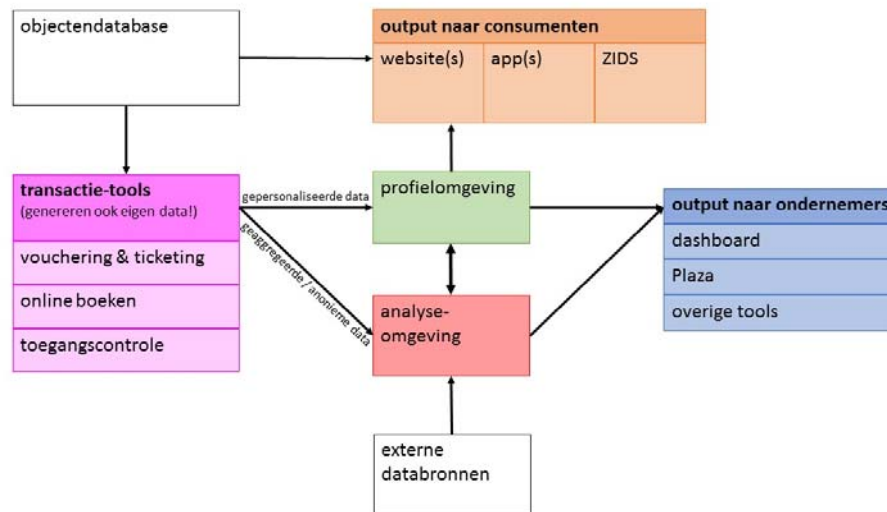 objectendatabase
output naar consumenten
website(s)
app(s)
ZIDS
transactie-tools
(genereren ook eigen data!)
vouchering & ticketing
online boeken
toegangscontrole
gepersonaliseerde data
geaggregeerde / anonieme data
profielomgeving
analyse-
omgeving
externe
databronnen
output naar ondernemers
dashboard
Plaza
overige tools